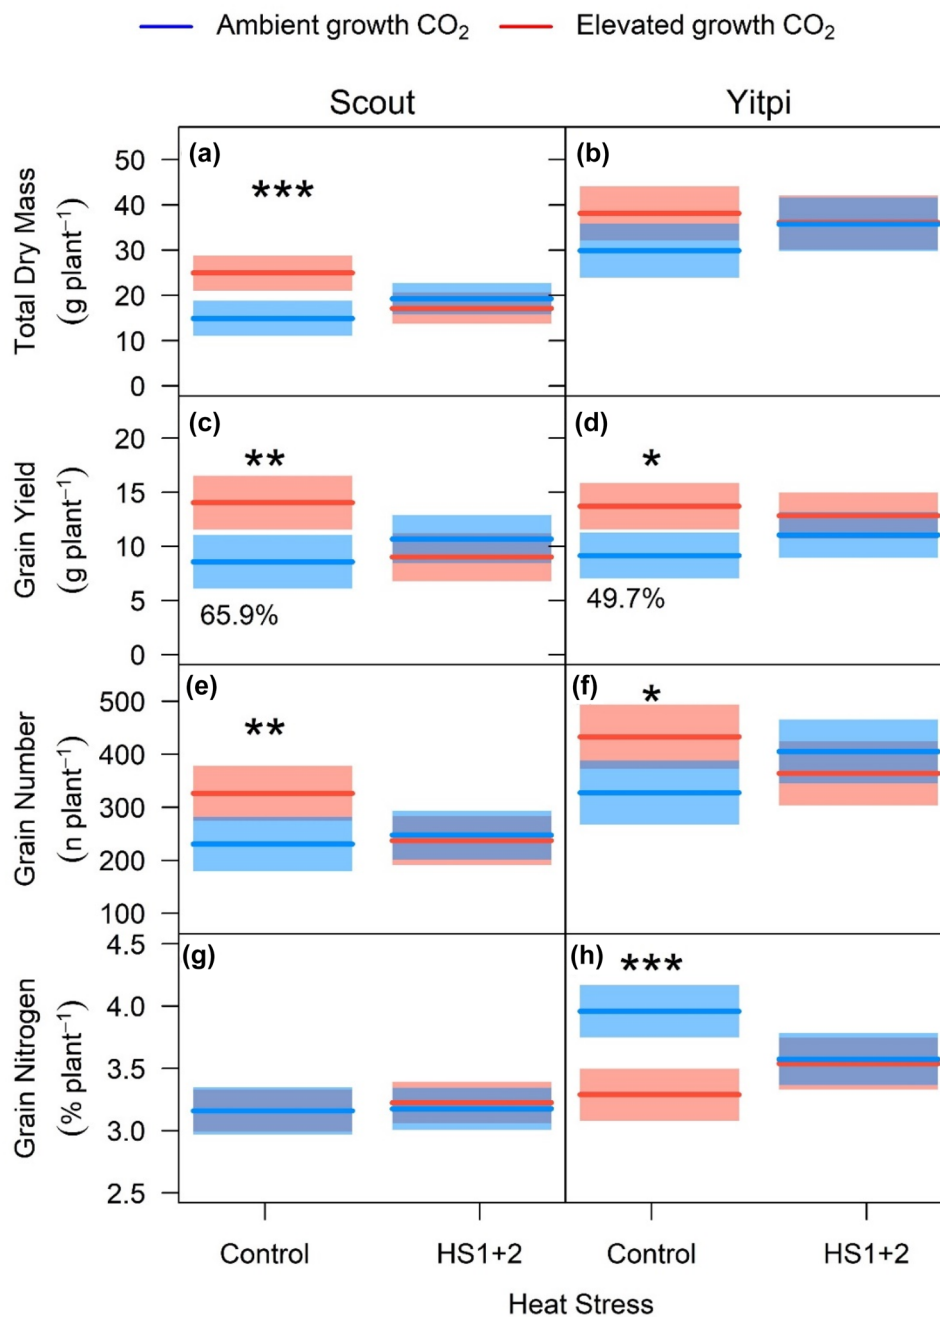 Ambient growth CO₂ Elevated growth CO₂
Scout Yitpi
Total Dry Mass
(g plant⁻¹)
50
40
30
20
10
0
(a)
***
(b)
Grain Yield
(g plant⁻¹)
20
15
10
5
0
(c)
**
65.9%
(d)
*
49.7%
Grain Number
(n plant⁻¹)
500
400
300
200
100
(e)
**
(f)
*
Grain Nitrogen
(% plant⁻¹)
4.5
4.0
3.5
3.0
2.5
(g)
(h)
***
Control HS1+2 Control HS1+2
Heat Stress